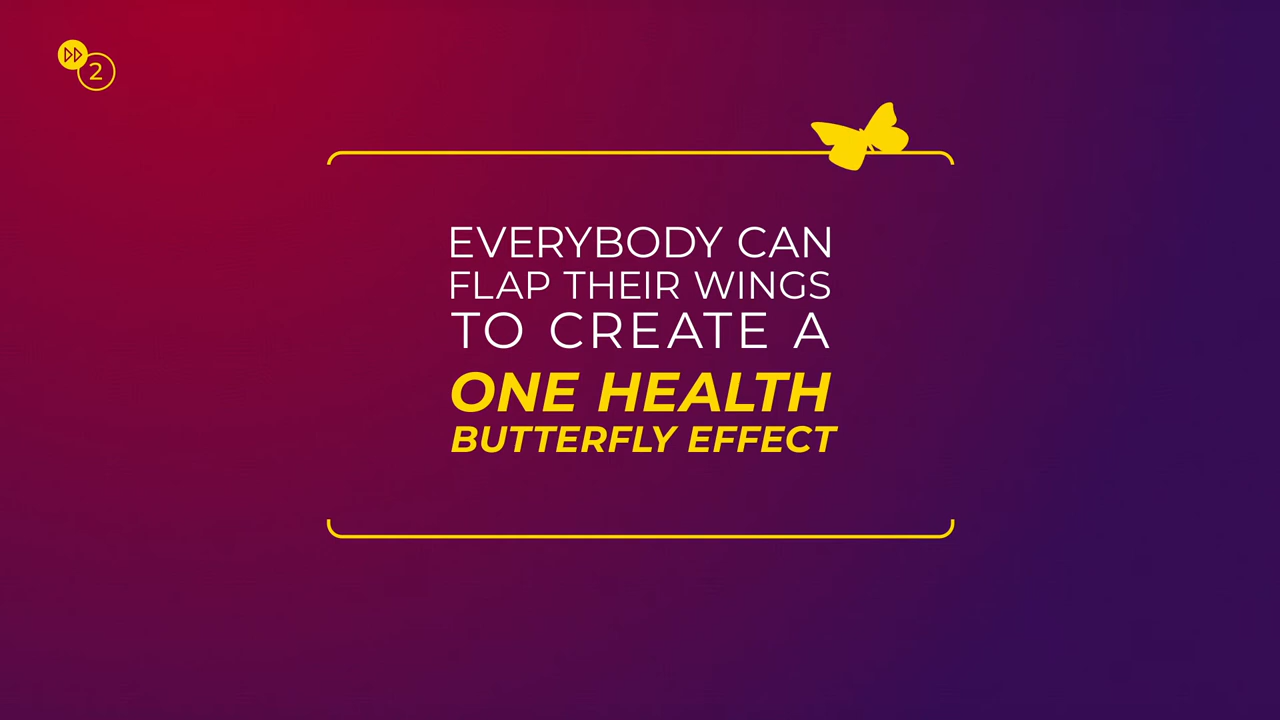 2
EVERYBODY CAN
FLAP THEIR WINGS
TO CREATE A
ONE HEALTH
BUTTERFLY EFFECT